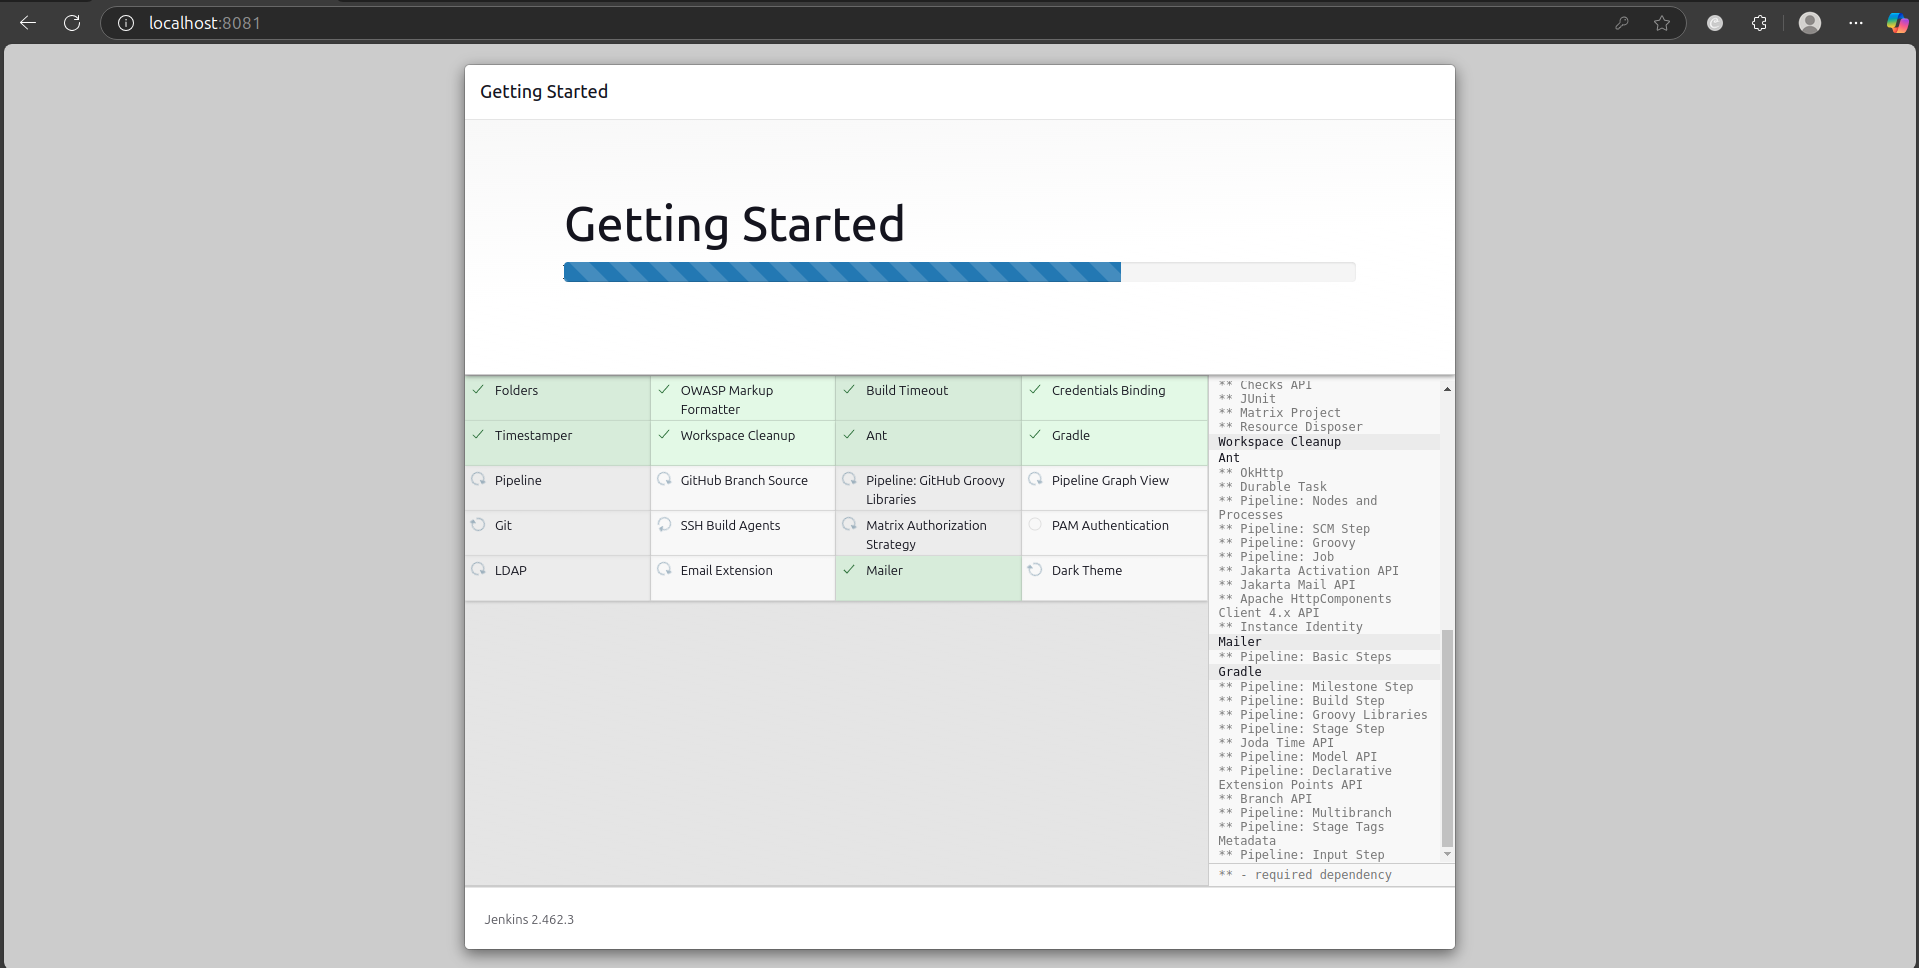 localhost:8081
Getting Started
Getting Started
Folders
OWASP Markup
Formatter
Build Timeout
Credentials Binding
Timestamper
Workspace Cleanup
Ant
Gradle
Pipeline
GitHub Branch Source
Pipeline: GitHub Groovy
Libraries
Pipeline Graph View
Git
SSH Build Agents
Matrix Authorization
Strategy
PAM Authentication
LDAP
Email Extension
Mailer
Dark Theme
** Checks API
** JUnit
** Matrix Project
** Resource Disposer
Workspace Cleanup
Ant
** OkHttp
** Durable Task
** Pipeline: Nodes and
Processes
** Pipeline: SCM Step
** Pipeline: Groovy
** Pipeline: Job
** Jakarta Activation API
** Jakarta Mail API
** Apache HttpComponents
Client 4.x API
** Instance Identity
Mailer
** Pipeline: Basic Steps
Gradle
** Pipeline: Milestone Step
** Pipeline: Build Step
** Pipeline: Groovy Libraries
** Pipeline: Stage Step
** Joda Time API
** Pipeline: Model API
** Pipeline: Declarative
Extension Points API
** Branch API
** Pipeline: Multibranch
** Pipeline: Stage Tags
Metadata
** Pipeline: Input Step
** - required dependency
Jenkins 2.462.3